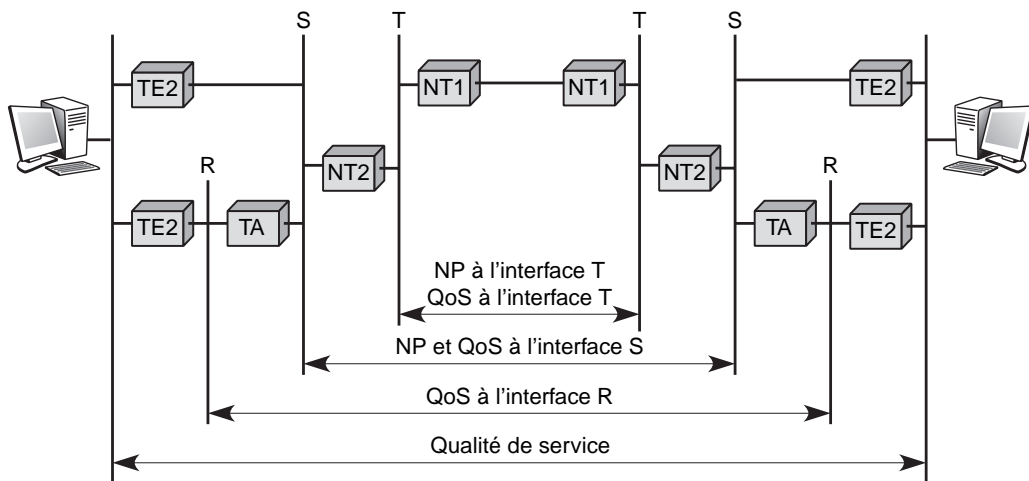 S T T S
TE2 NT1 NT1 TE2
R NT2 NT2 R
TE2 TA TA TE2
NP à l'interface T
QoS à l'interface T
NP et QoS à l'interface S
QoS à l'interface R
Qualité de service